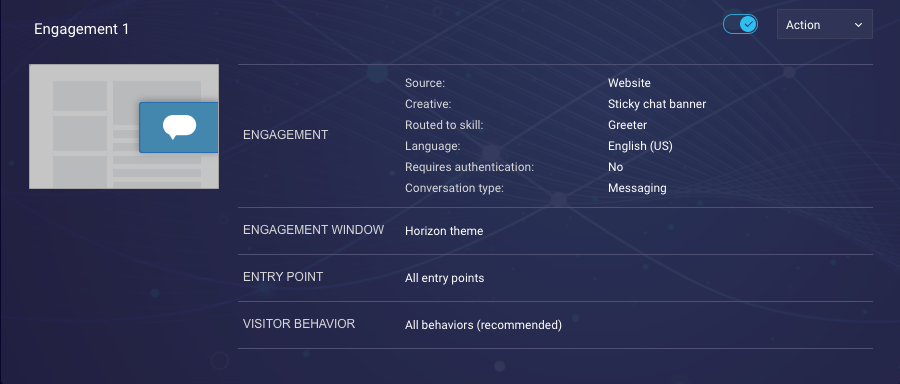 Engagement 1
Action
ENGAGEMENT
Source: Website
Creative: Sticky chat banner
Routed to skill: Greeter
Language: English (US)
Requires authentication: No
Conversation type: Messaging
ENGAGEMENT WINDOW Horizon theme
ENTRY POINT All entry points
VISITOR BEHAVIOR All behaviors (recommended)